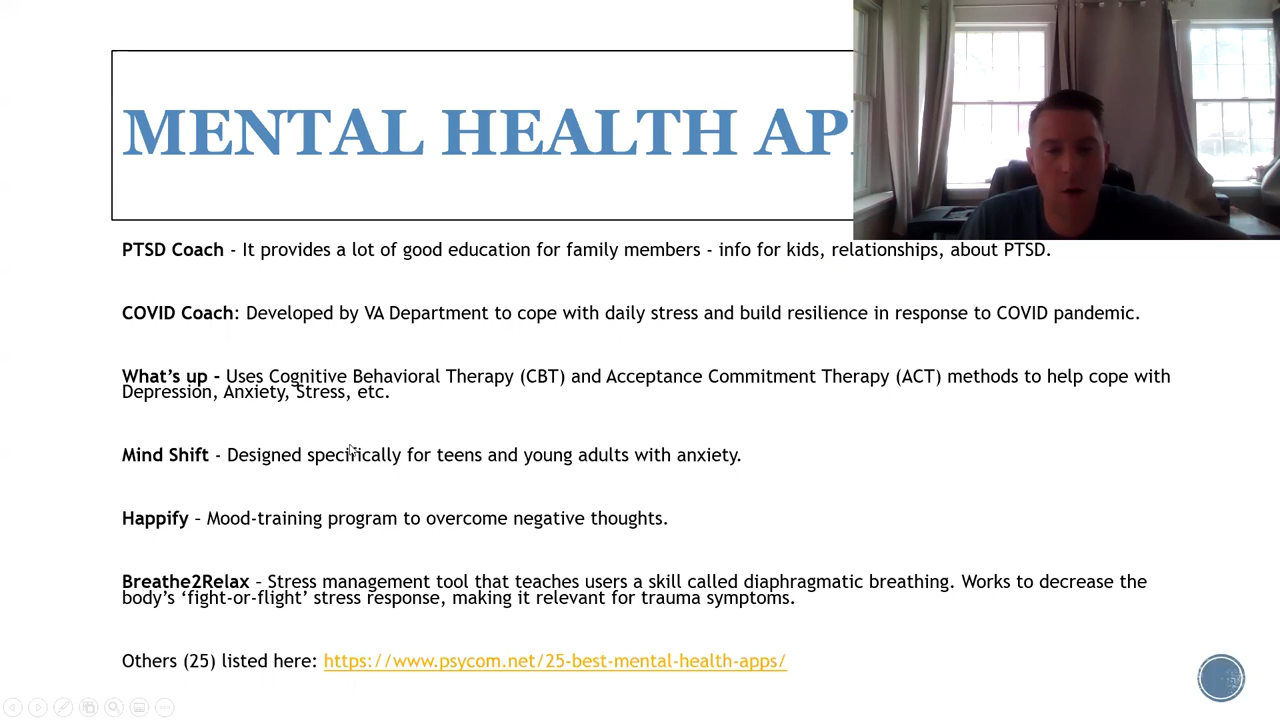 MENTAL HEALTH AP
PTSD Coach - It provides a lot of good education for family members - info for kids, relationships, about PTSD.
COVID Coach: Developed by VA Department to cope with daily stress and build resilience in response to COVID pandemic.
What’s up - Uses Cognitive Behavioral Therapy (CBT) and Acceptance Commitment Therapy (ACT) methods to help cope with
Depression, Anxiety, Stress, etc.
Mind Shift - Designed specifically for teens and young adults with anxiety.
Happify – Mood-training program to overcome negative thoughts.
Breathe2Relax – Stress management tool that teaches users a skill called diaphragmatic breathing. Works to decrease the
body’s ‘fight-or-flight’ stress response, making it relevant for trauma symptoms.
Others (25) listed here: https://www.psycom.net/25-best-mental-health-apps/